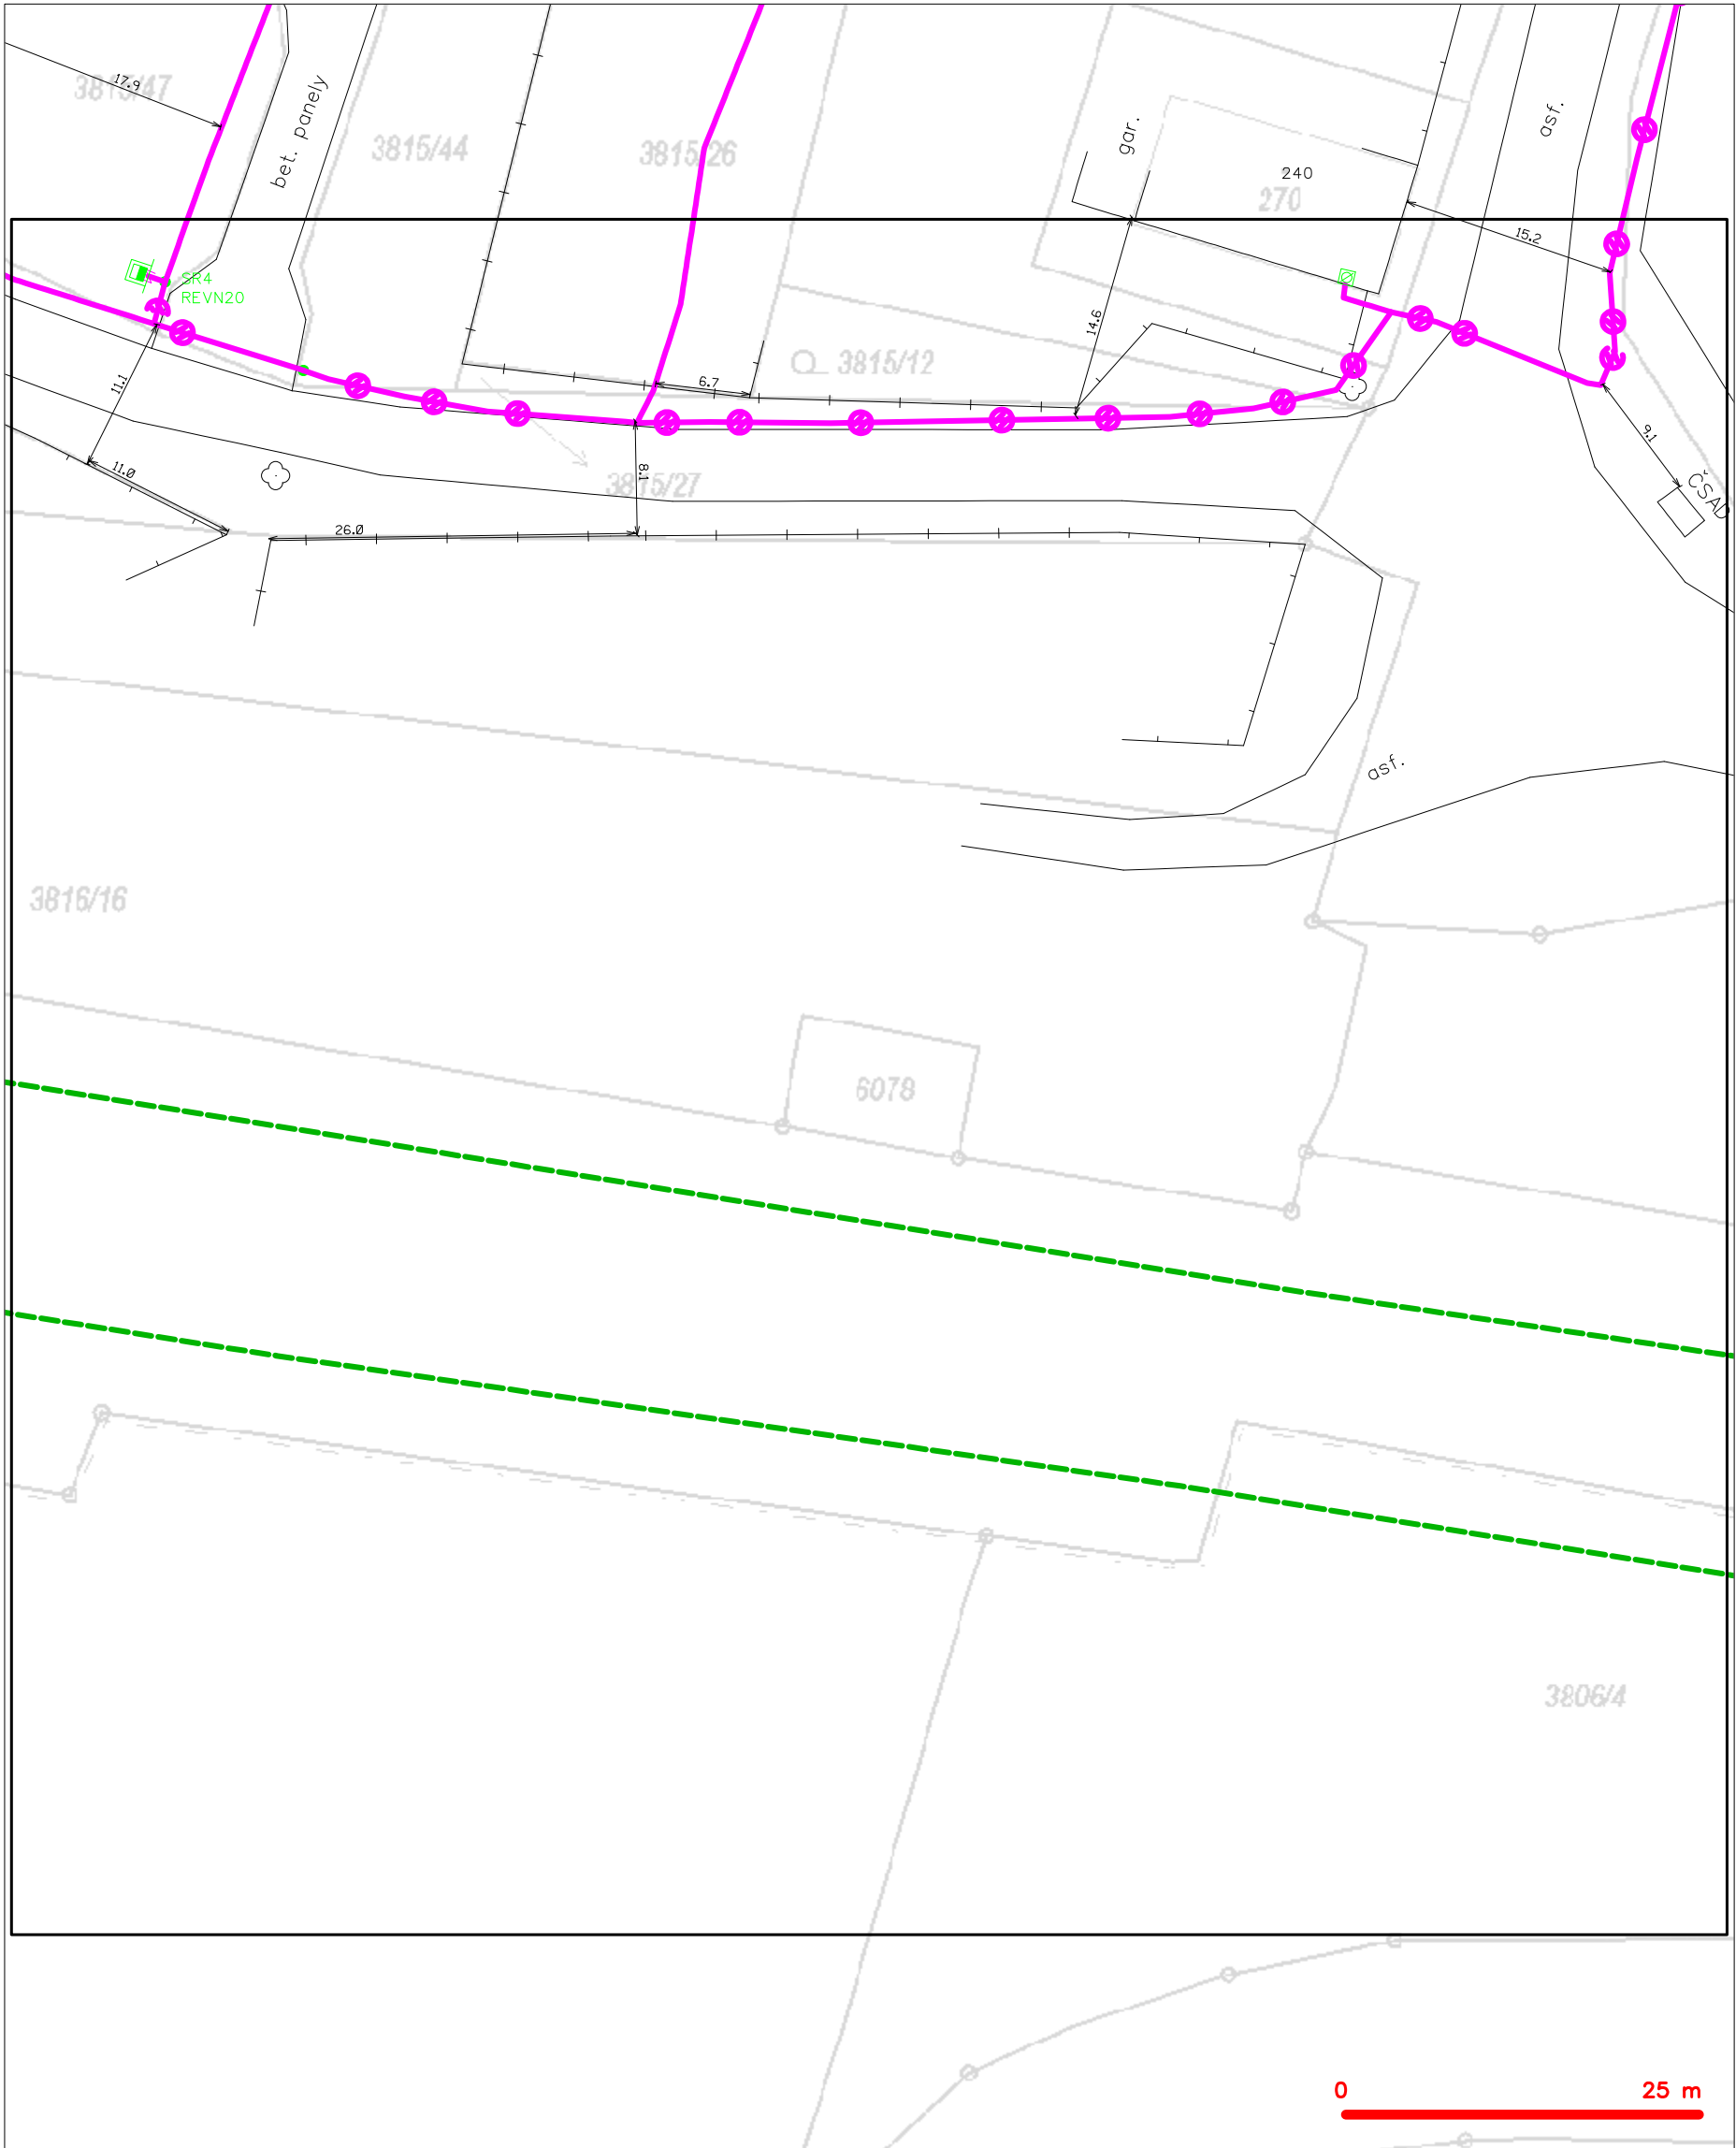 17.9
3815/47
bet. panely
3815/44
3815/26
gar.
240
270
asf.
15.2
SR4
REVN20
14.6
3815/12
11.1
6.7
9.1
11.0
8.1
3815/27
ČSAD
26.0
asf.
3816/16
6078
3806/4
0 25 m